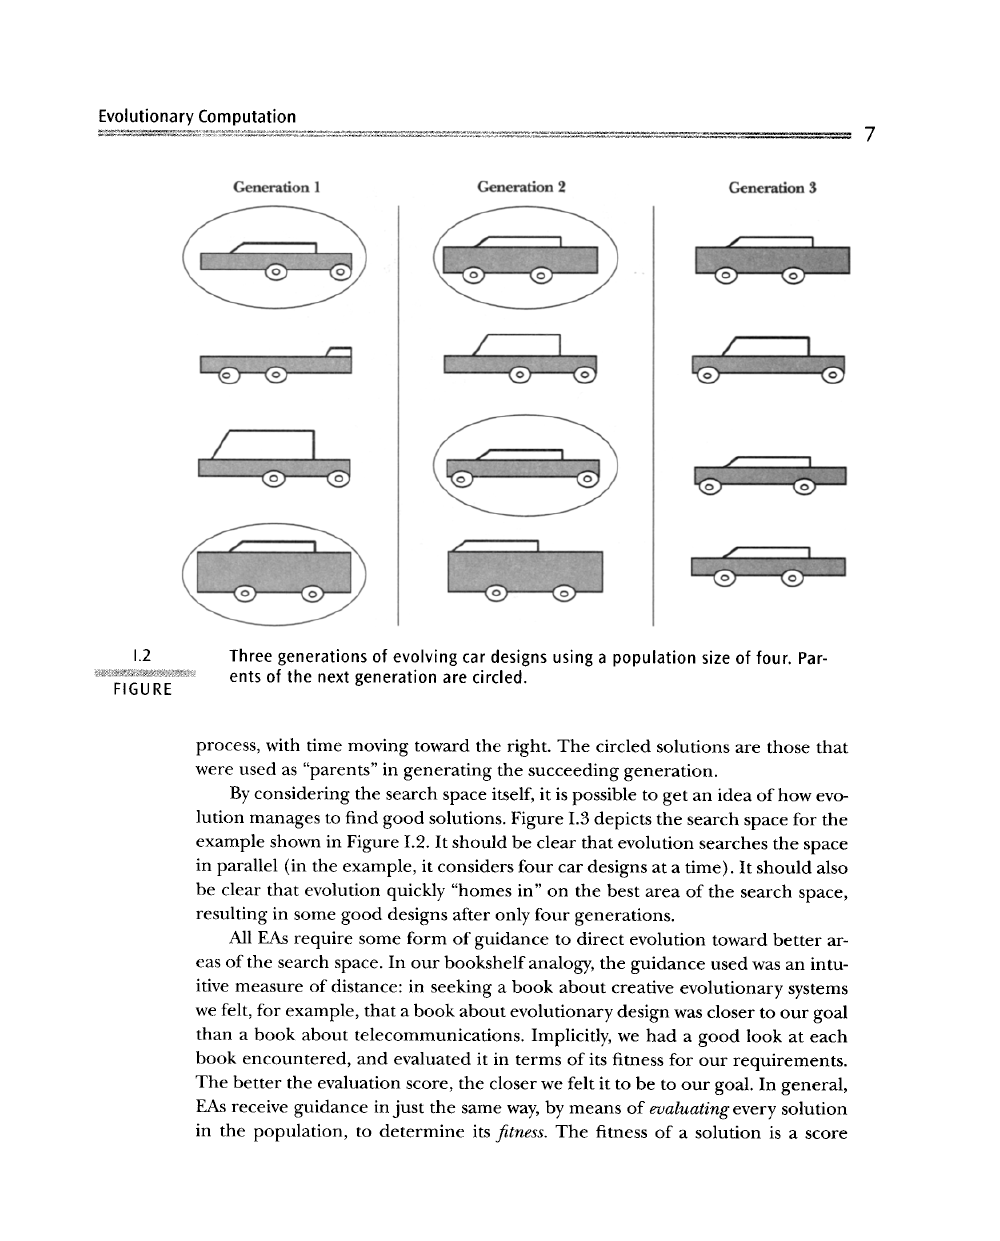 Evolutionary Computation
7
Generation 1
Generation 2
Generation 3
I.2
FIGURE
Three generations of evolving car designs using a population size of four. Par-
ents of the next generation are circled.
process, with time moving toward the right. The circled solutions are those that
were used as “parents” in generating the succeeding generation.
By considering the search space itself, it is possible to get an idea of how evo-
lution manages to find good solutions. Figure I.3 depicts the search space for the
example shown in Figure I.2. It should be clear that evolution searches the space
in parallel (in the example, it considers four car designs at a time). It should also
be clear that evolution quickly “homes in” on the best area of the search space,
resulting in some good designs after only four generations.
All EAs require some form of guidance to direct evolution toward better ar-
eas of the search space. In our bookshelf analogy, the guidance used was an intu-
itive measure of distance: in seeking a book about creative evolutionary systems
we felt, for example, that a book about evolutionary design was closer to our goal
than a book about telecommunications. Implicitly, we had a good look at each
book encountered, and evaluated it in terms of its fitness for our requirements.
The better the evaluation score, the closer we felt it to be to our goal. In general,
EAs receive guidance in just the same way, by means of evaluating every solution
in the population, to determine its fitness. The fitness of a solution is a score